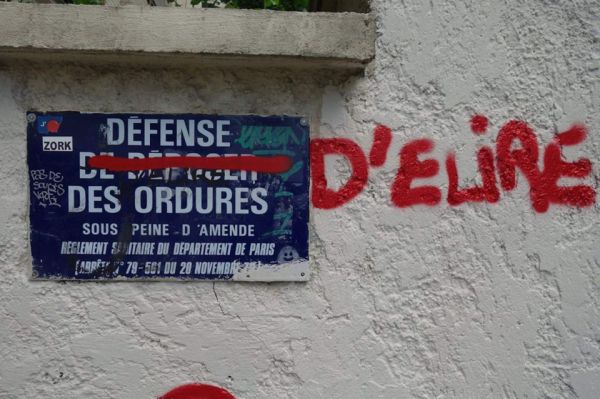 ZORK
DÉFENSE
DE DÉPOSER D'ELIRE
DES ORDURES
SOUS PEINE D'AMENDE
RÈGLEMENT SANITAIRE DU DÉPARTEMENT DE PARIS
(ARRÊTÉ N° 79-561 DU 20 NOVEMBRE 79)